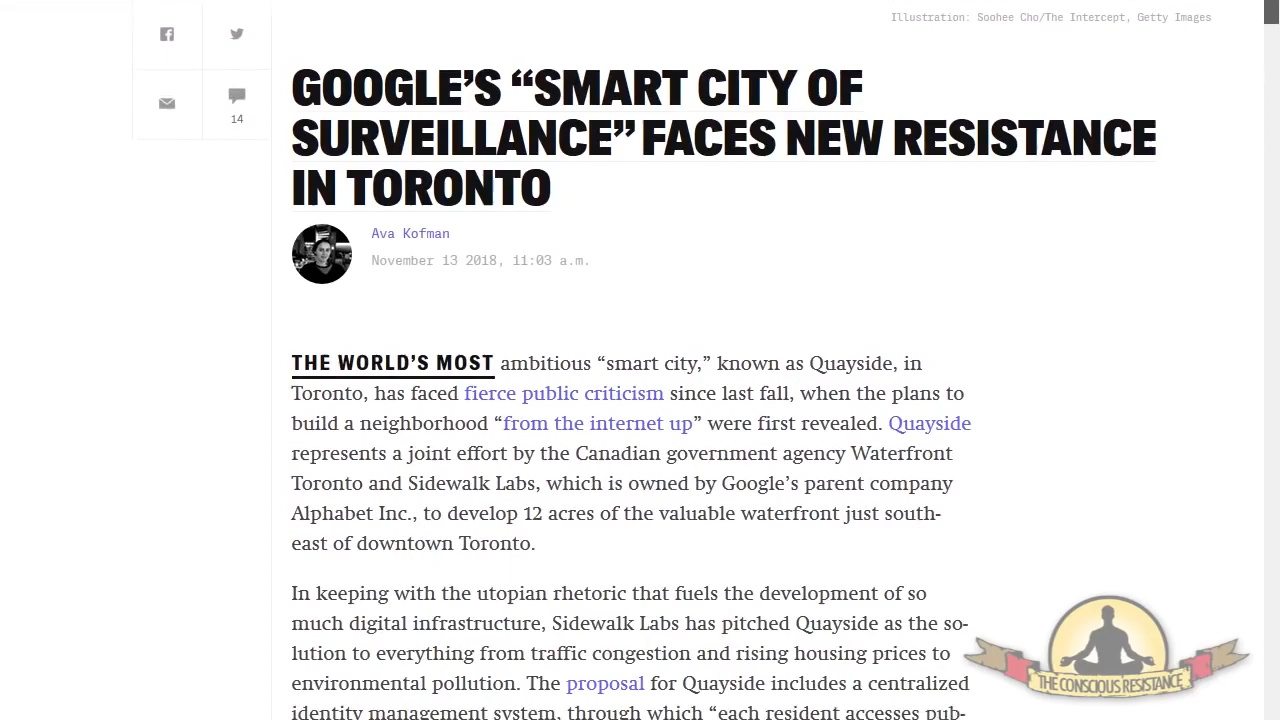 Illustration: Soohee Cho/The Intercept, Getty Images
14
GOOGLE’S “SMART CITY OF
SURVEILLANCE” FACES NEW RESISTANCE
IN TORONTO
Ava Kofman
November 13 2018, 11:03 a.m.
THE WORLD’S MOST ambitious “smart city,” known as Quayside, in
Toronto, has faced fierce public criticism since last fall, when the plans to
build a neighborhood “from the internet up” were first revealed. Quayside
represents a joint effort by the Canadian government agency Waterfront
Toronto and Sidewalk Labs, which is owned by Google’s parent company
Alphabet Inc., to develop 12 acres of the valuable waterfront just south-
east of downtown Toronto.
In keeping with the utopian rhetoric that fuels the development of so
much digital infrastructure, Sidewalk Labs has pitched Quayside as the so-
lution to everything from traffic congestion and rising housing prices to
environmental pollution. The proposal for Quayside includes a centralized
identity management system, through which “each resident accesses pub-
THE CONSCIOUS RESISTANCE